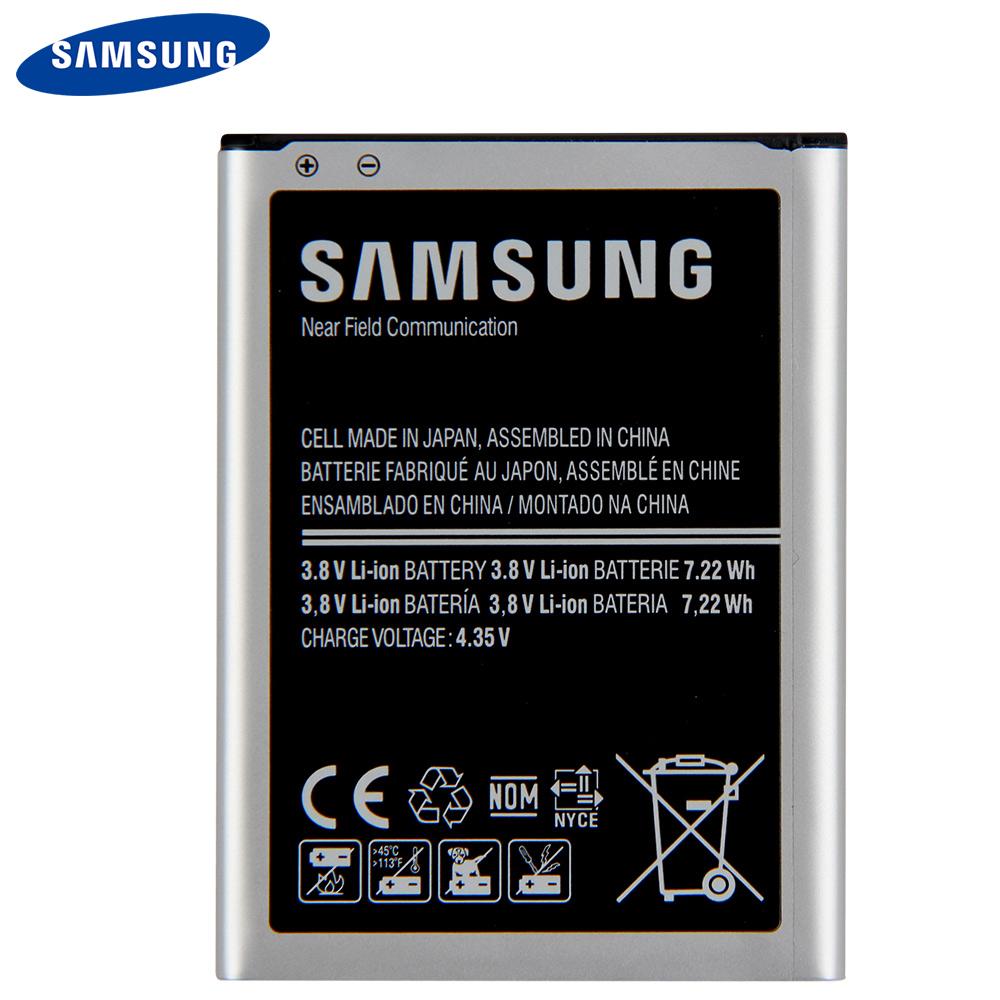 SAMSUNG
SAMSUNG
Near Field Communication
CELL MADE IN JAPAN, ASSEMBLED IN CHINA
BATTERIE FABRIQUÉ AU JAPON, ASSEMBLÉ EN CHINE
ENSAMBLADO EN CHINA / MONTADO NA CHINA
3.8 V Li-ion BATTERY 3.8 V Li-ion BATTERIE 7.22 Wh
3,8 V Li-ion BATERÍA 3,8 V Li-ion BATERIA 7,22 Wh
CHARGE VOLTAGE : 4.35 V
CE NOM NYCE
>45°C
>113°F